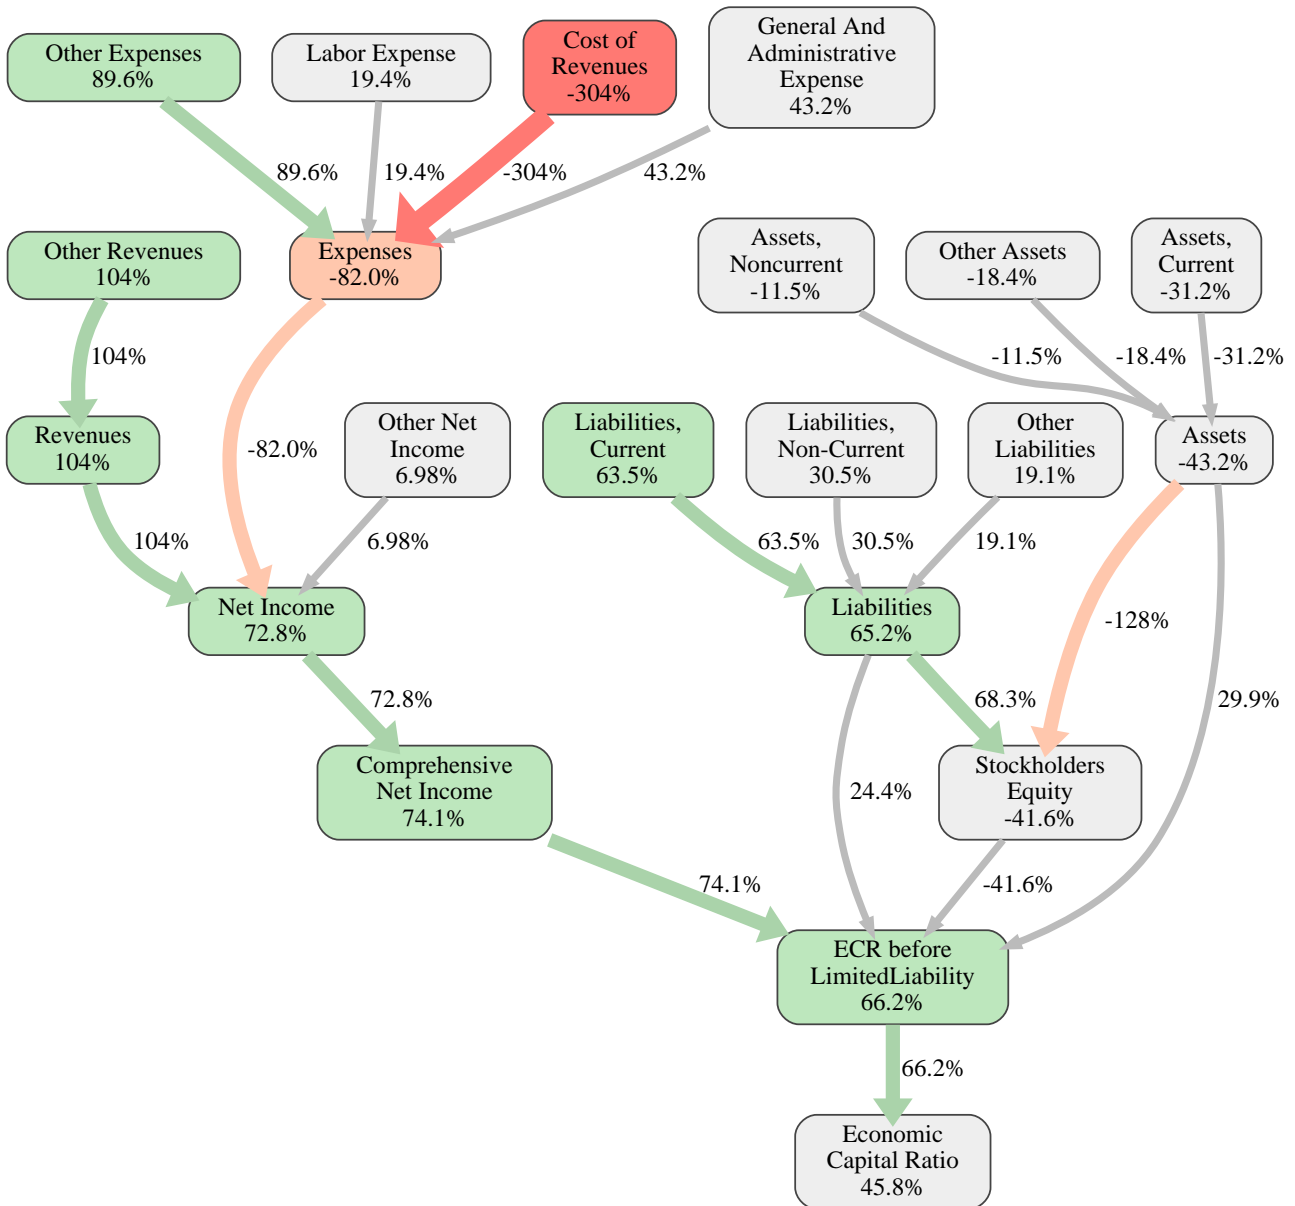 Other Expenses
89.6%
Labor Expense
19.4%
Cost of
Revenues
-304%
General And
Administrative
Expense
43.2%
89.6%
19.4%
-304%
43.2%
Other Revenues
104%
Expenses
-82.0%
Assets,
Noncurrent
-11.5%
Other Assets
-18.4%
Assets,
Current
-31.2%
104%
-82.0%
-11.5%
-18.4%
-31.2%
Revenues
104%
Other Net
Income
6.98%
Liabilities,
Current
63.5%
Liabilities,
Non-Current
30.5%
Other
Liabilities
19.1%
Assets
-43.2%
104%
6.98%
63.5%
30.5%
19.1%
Net Income
72.8%
Liabilities
65.2%
-128%
72.8%
68.3%
29.9%
Comprehensive
Net Income
74.1%
24.4%
Stockholders
Equity
-41.6%
74.1%
-41.6%
ECR before
LimitedLiability
66.2%
66.2%
Economic
Capital Ratio
45.8%